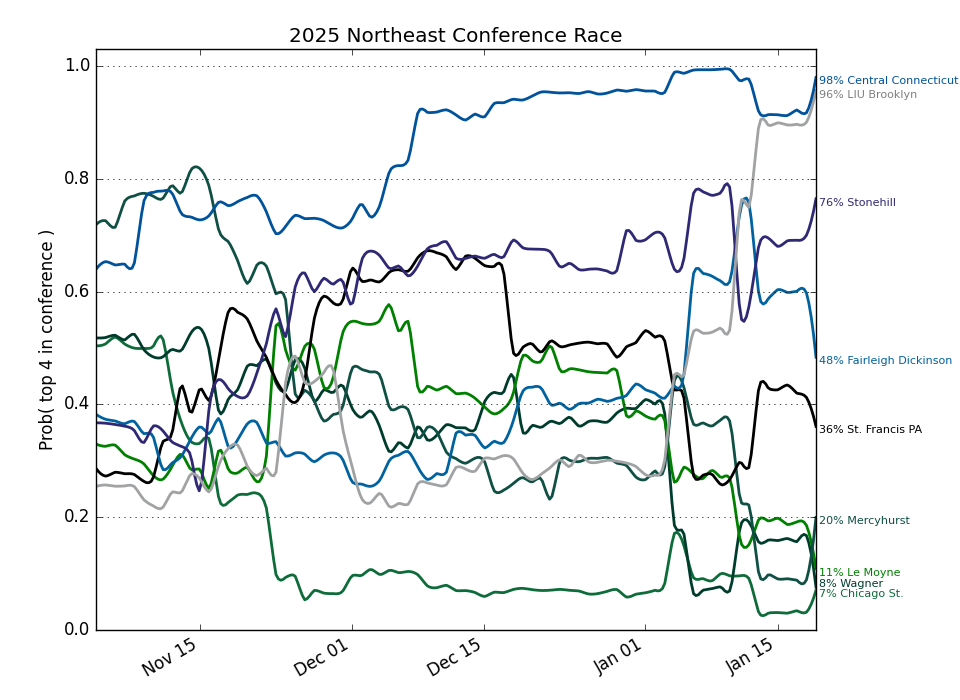 2025 Northeast Conference Race
Prob( top 4 in conference )
1.0
0.8
0.6
0.4
0.2
0.0
Nov 15
Dec 01
Dec 15
Jan 01
Jan 15
98% Central Connecticut
96% LIU Brooklyn
76% Stonehill
48% Fairleigh Dickinson
36% St. Francis PA
20% Mercyhurst
11% Le Moyne
8% Wagner
7% Chicago St.